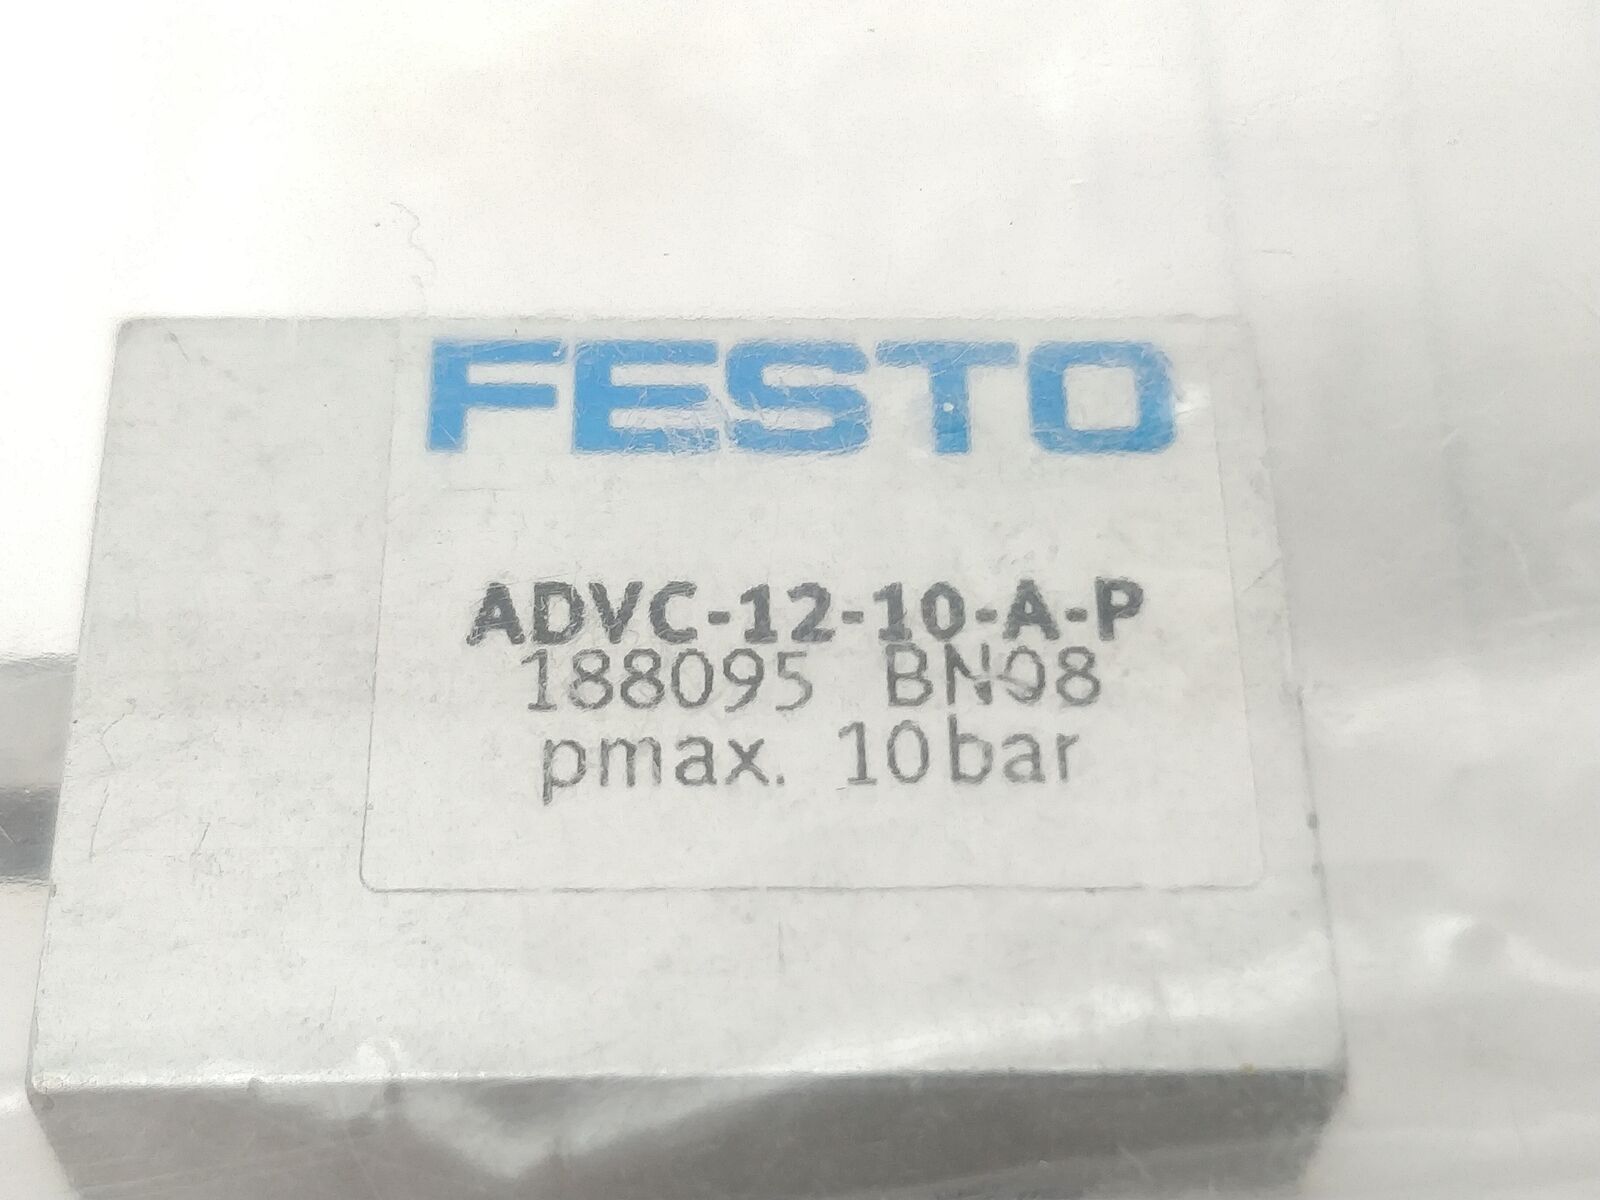 FESTO
ADVC-12-10-A-P
188095 BN08
pmax. 10bar